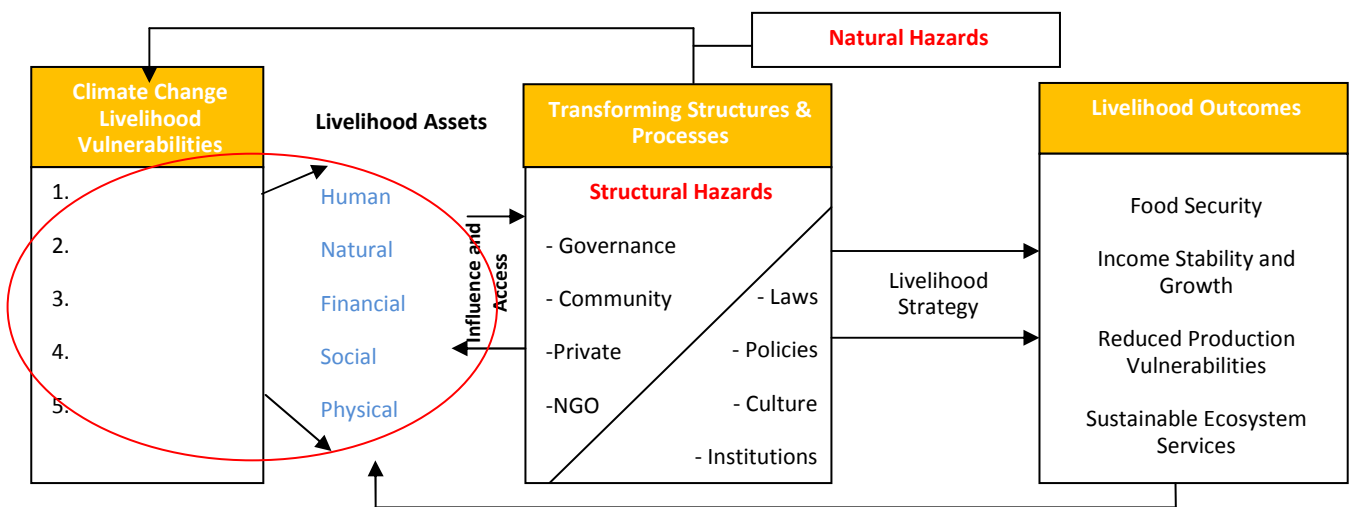 Natural Hazards
Climate Change
Livelihood
Vulnerabilities
1.
2.
3.
4.
5.
Livelihood Assets
Human
Natural
Financial
Social
Physical
Influence and
Access
Transforming Structures &
Processes
Structural Hazards
- Governance
- Community
-Private
-NGO
- Laws
- Policies
- Culture
- Institutions
Livelihood
Strategy
Livelihood Outcomes
Food Security
Income Stability and
Growth
Reduced Production
Vulnerabilities
Sustainable Ecosystem
Services